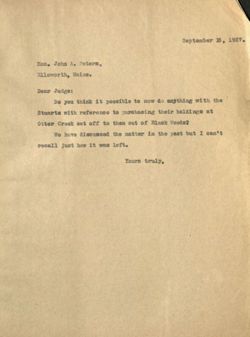 September 15, 1927.
Hon. John A. Peters,
Ellsworth, Maine.
Dear Judge:
Do you think it possible to now do anything with the
Stuarts with reference to purchasing their holdings at
Otter Creek set off to them out of Black Woods?
We have discussed the matter in the past but I can't
recall just how it was left.
Yours truly,